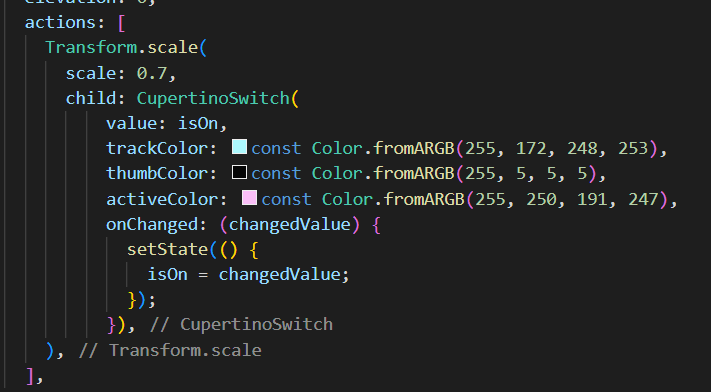 elevation: 0,
actions: [
Transform.scale(
scale: 0.7,
child: CupertinoSwitch(
value: isOn,
trackColor: const Color.fromARGB(255, 172, 248, 253),
thumbColor: const Color.fromARGB(255, 5, 5, 5),
activeColor: const Color.fromARGB(255, 250, 191, 247),
onChanged: (changedValue) {
setState(() {
isOn = changedValue;
});
}), // CupertinoSwitch
), // Transform.scale
],